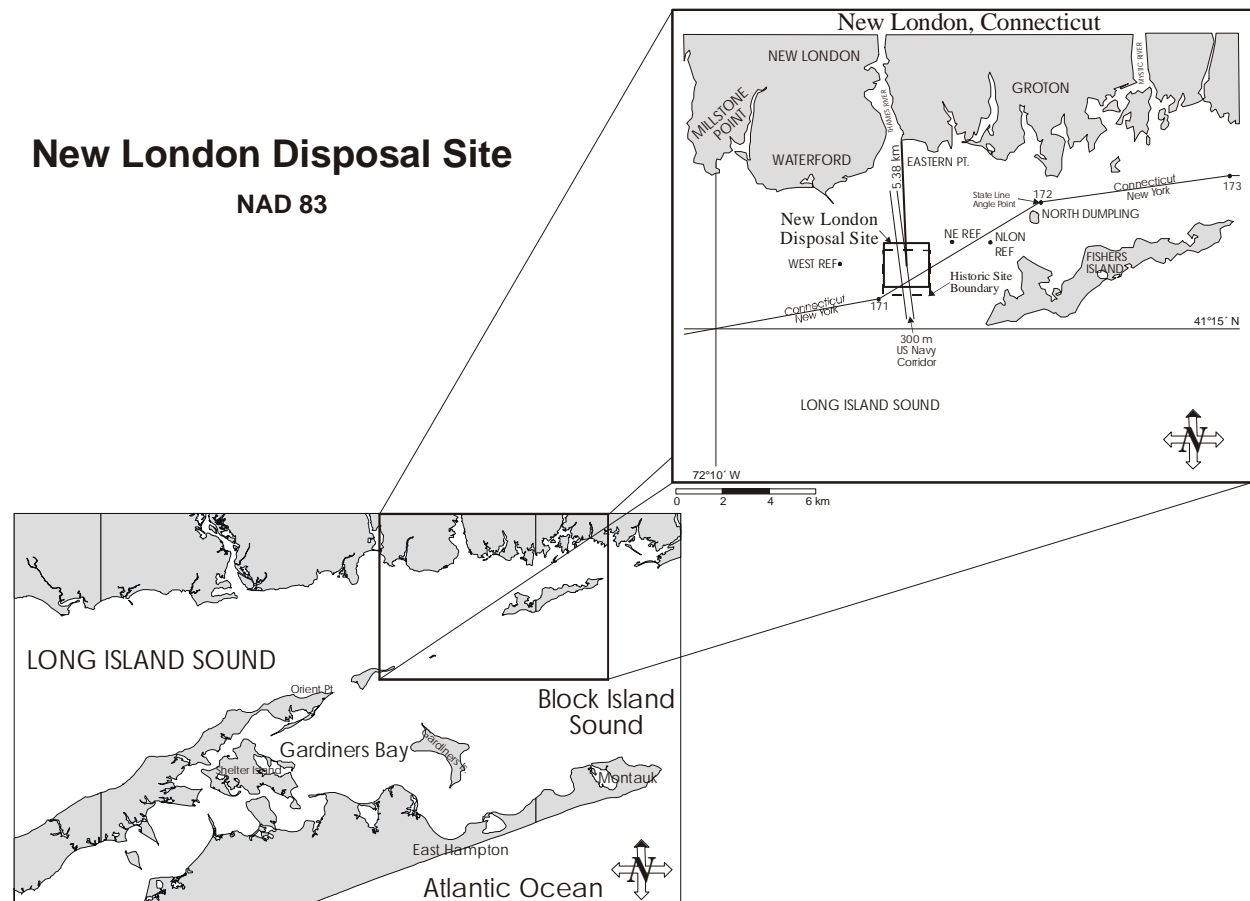 New London Disposal Site
NAD 83
New London, Connecticut
NEW LONDON
GROTON
MYSTIC RIVER
THAMES RIVER
MILLSTONE
POINT
WATERFORD
EASTERN PT.
5.38 km
State Line
Angle Point
172
Connecticut
New York
173
NORTH DUMPLING
New London
Disposal Site
NE REF
NLON
REF
WEST REF
FISHERS
ISLAND
Historic Site
Boundary
171
Connecticut
New York
41°15´ N
300 m
US Navy
Corridor
LONG ISLAND SOUND
N
72°10´ W
0 2 4 6 km
LONG ISLAND SOUND
Orient Pt
Block Island
Sound
Gardiners Bay
Gardiners Is.
Shelter Island
Montauk
East Hampton
Atlantic Ocean
N